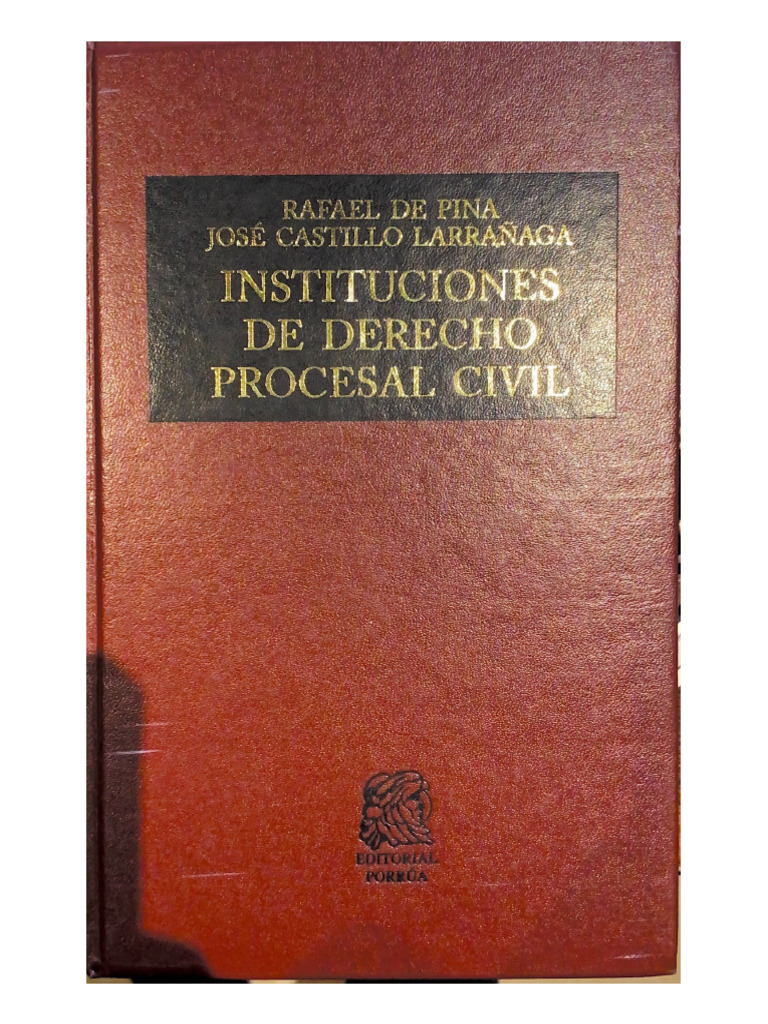 RAFAEL DE PINA
JOSÉ CASTILLO LARRAÑAGA
INSTITUCIONES
DE DERECHO
PROCESAL CIVIL
EDITORIAL
PORRÚA